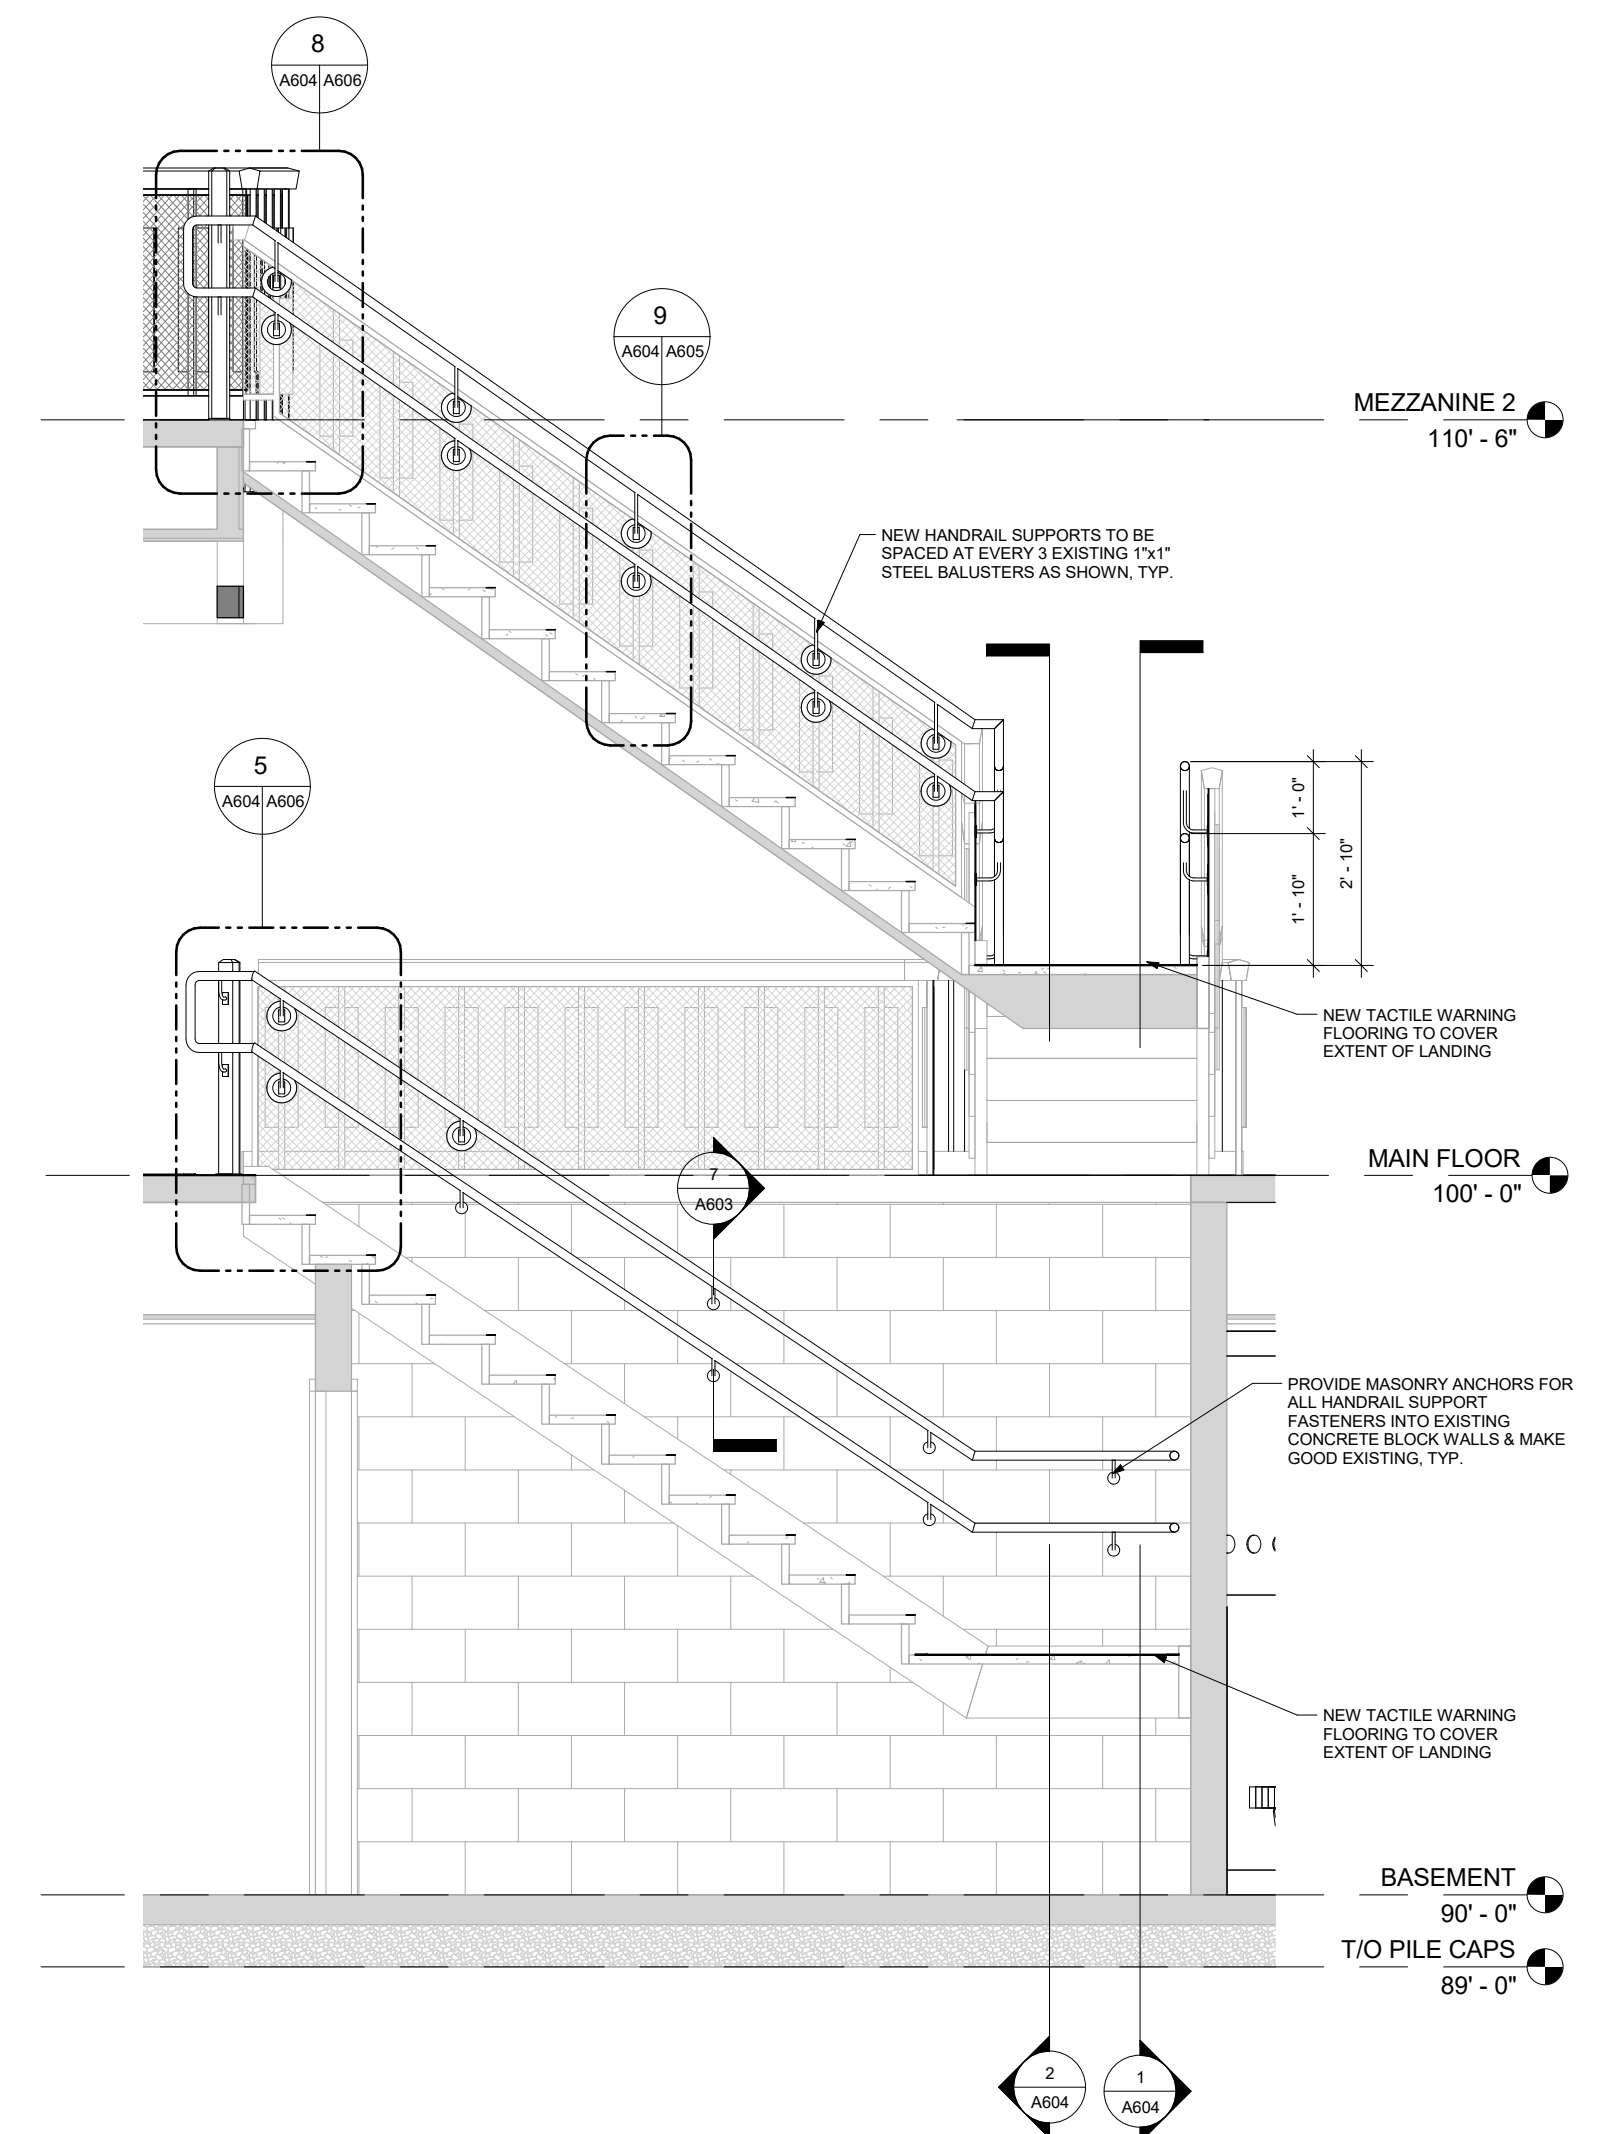 8
A604 A606
9
A604 A605
MEZZANINE 2
110' - 6"
NEW HANDRAIL SUPPORTS TO BE
SPACED AT EVERY 3 EXISTING 1"x1"
STEEL BALUSTERS AS SHOWN, TYP.
5
A604 A606
1' - 0"
2' - 10"
1' - 10"
NEW TACTILE WARNING
FLOORING TO COVER
EXTENT OF LANDING
MAIN FLOOR
100' - 0"
7
A603
PROVIDE MASONRY ANCHORS FOR
ALL HANDRAIL SUPPORT
FASTENERS INTO EXISTING
CONCRETE BLOCK WALLS & MAKE
GOOD EXISTING, TYP.
NEW TACTILE WARNING
FLOORING TO COVER
EXTENT OF LANDING
BASEMENT
90' - 0"
T/O PILE CAPS
89' - 0"
2
A604
1
A604